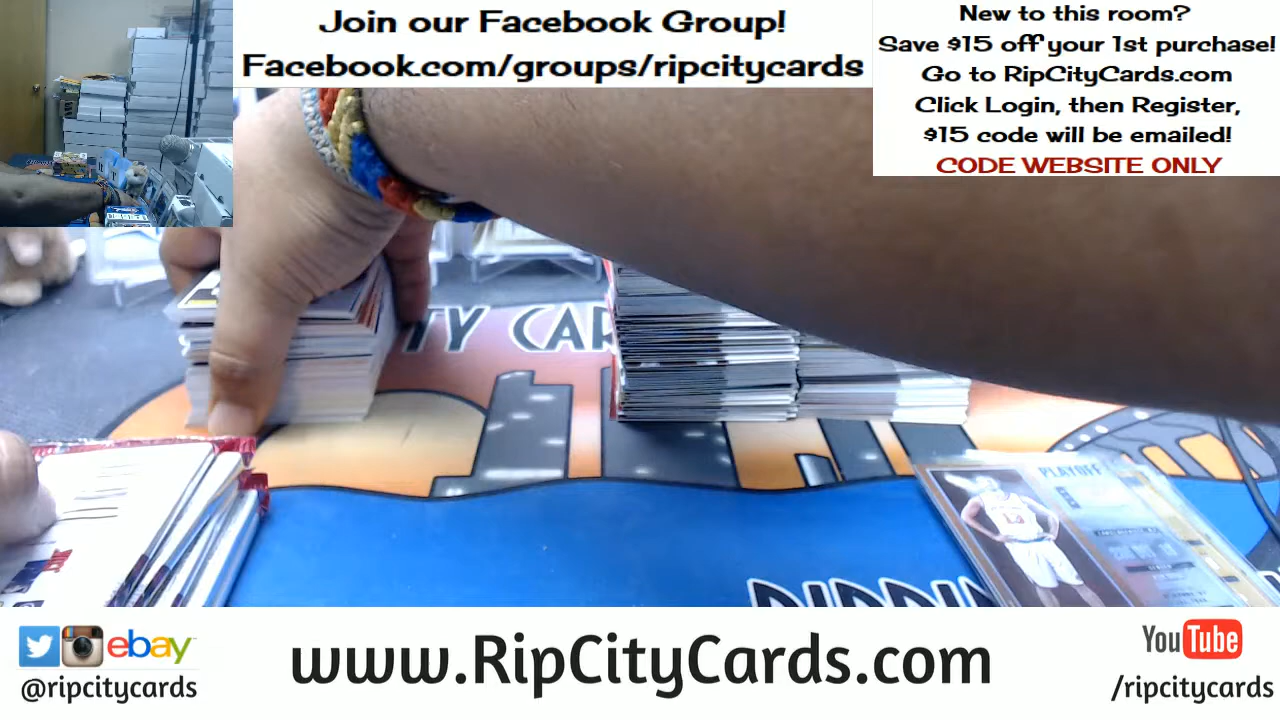 Join our Facebook Group!
Facebook.com/groups/ripcitycards
New to this room?
Save $15 off your 1st purchase!
Go to RipCityCards.com
Click Login, then Register,
$15 code will be emailed!
CODE WEBSITE ONLY
PLAYOFF
ebay
@ripcitycards
www.RipCityCards.com
YouTube
/ripcitycards